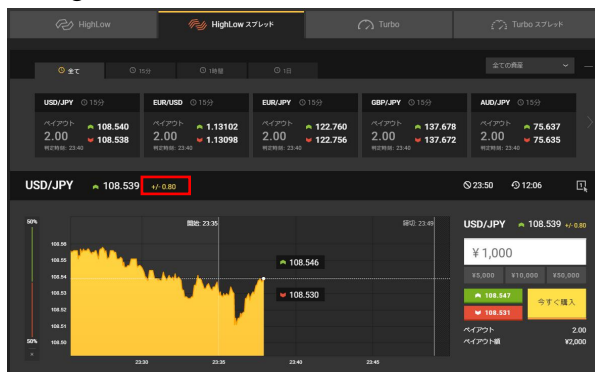 HighLow
HighLow スプレッド
Turbo
Turbo スプレッド
全て
15分
1時間
1日
全ての資産
USD/JPY 15分
ペイアウト
2.00
108.540
108.538
判定時刻: 23:40
EUR/USD 15分
ペイアウト
2.00
1.13102
1.13098
判定時刻: 23:40
EUR/JPY 15分
ペイアウト
2.00
122.760
122.756
判定時刻: 23:40
GBP/JPY 15分
ペイアウト
2.00
137.678
137.672
判定時刻: 23:40
AUD/JPY 15分
ペイアウト
2.00
75.637
75.635
判定時刻: 23:40
USD/JPY 108.539 +/- 0.80
23:50 12:06
50%
開始: 23:35
締切: 23:49
108.56
108.55
108.54
108.53
108.52
108.51
108.50
50%
108.546
108.530
23:30 23:35 23:40 23:45
USD/JPY 108.539 +/- 0.80
¥ 1,000
¥5,000 ¥10,000 ¥50,000
108.547
108.531
今すぐ購入
ペイアウト 2.00
ペイアウト額 ¥2,000